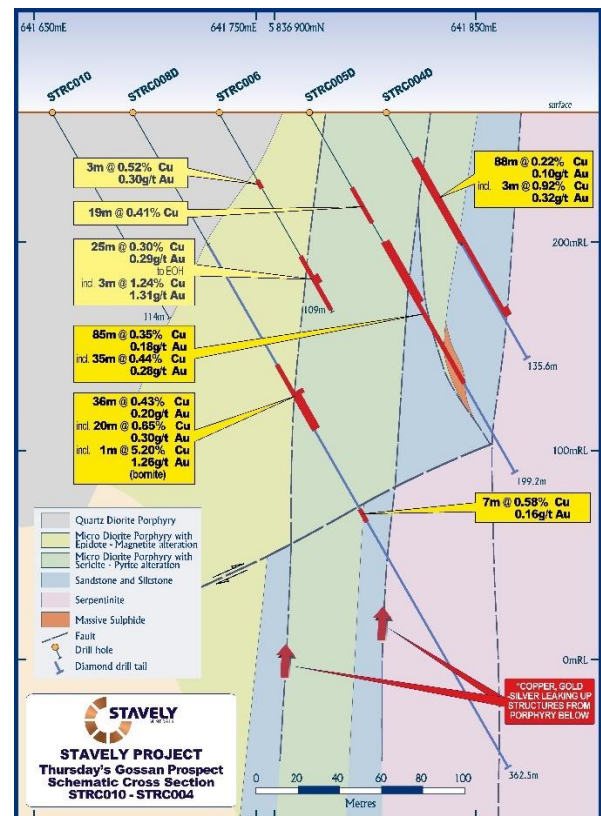 641 650mE
641 750mE
5 836 900mN
641 850mE
STRC010
STRC008D
STRC006
STRC005D
STRC004D
surface
3m @ 0.52% Cu
0.30g/t Au
19m @ 0.41% Cu
25m @ 0.30% Cu
0.29g/t Au
to EOH
incl. 3m @ 1.24% Cu
1.31g/t Au
88m @ 0.22% Cu
0.10g/t Au
incl. 3m @ 0.92% Cu
0.32g/t Au
200mRL
114m
109m
85m @ 0.35% Cu
0.18g/t Au
incl. 35m @ 0.44% Cu
0.28g/t Au
135.6m
36m @ 0.43% Cu
0.20g/t Au
incl. 20m @ 0.65% Cu
0.30g/t Au
incl. 1m @ 5.20% Cu
1.26g/t Au
(bornite)
100mRL
199.2m
7m @ 0.58% Cu
0.16g/t Au
Quartz Diorite Porphyry
Micro Diorite Porphyry with
Epidote - Magnetite alteration
Micro Diorite Porphyry with
Sericite - Pyrite alteration
Sandstone and Siltstone
Serpentinite
Massive Sulphide
Fault
Drill hole
Diamond drill tail
0mRL
"COPPER, GOLD
-SILVER LEAKING UP
STRUCTURES FROM
PORPHYRY BELOW
STAVELY
MINERALS
STAVELY PROJECT
Thursday's Gossan Prospect
Schematic Cross Section
STRC010 - STRC004
0 20 40 60 80 100
Metres
362.5m